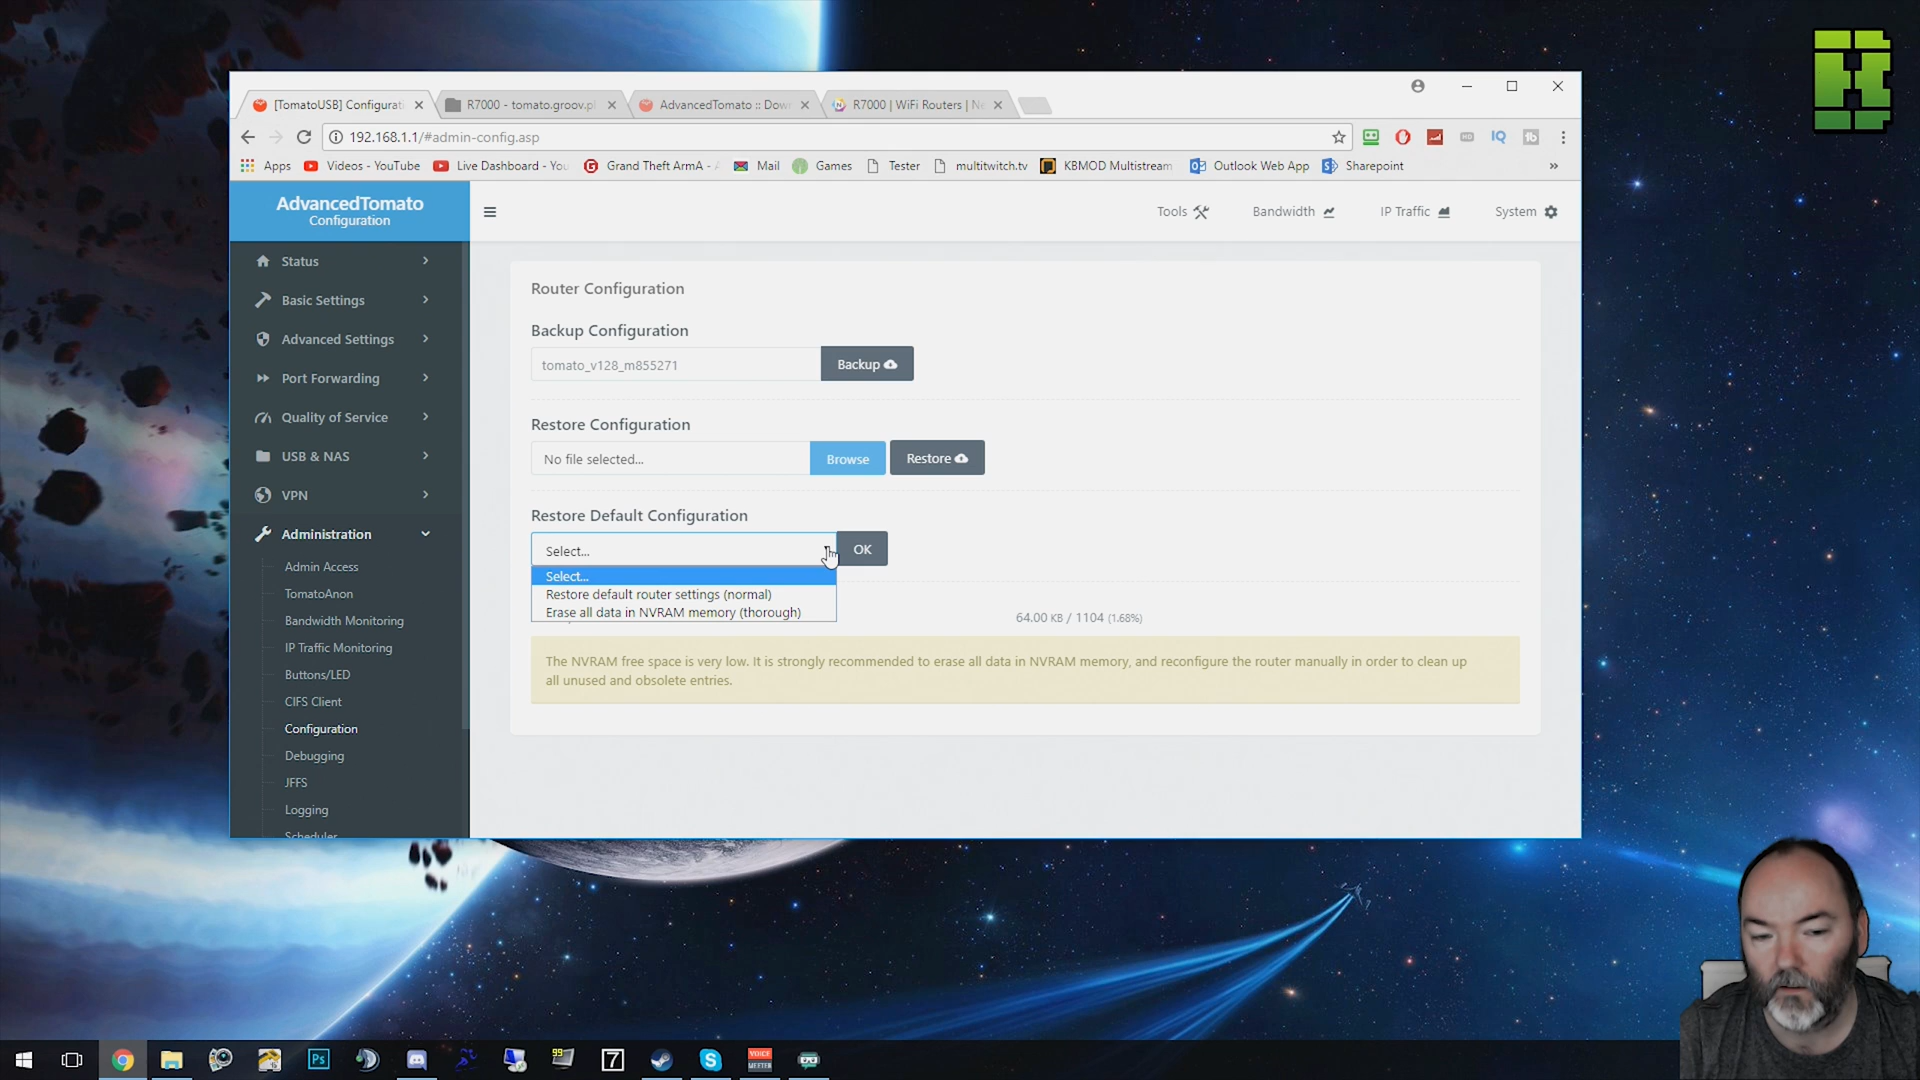 [TomatoUSB] Configurat
R7000 - tomato.groov.pl
AdvancedTomato :: Dow
R7000 | WiFi Routers | Ne
192.168.1.1/#admin-config.asp
Apps
Videos - YouTube
Live Dashboard - You
Grand Theft ArmA -
Mail
Games
Tester
multitwitch.tv
KBMOD Multistream
Outlook Web App
Sharepoint
»
AdvancedTomato
Configuration
Tools
Bandwidth
IP Traffic
System
Status
Basic Settings
Advanced Settings
Port Forwarding
Quality of Service
USB & NAS
VPN
Administration
Admin Access
TomatoAnon
Bandwidth Monitoring
IP Traffic Monitoring
Buttons/LED
CIFS Client
Configuration
Debugging
JFFS
Logging
Scheduler
Router Configuration
Backup Configuration
tomato_v128_m855271
Backup
Restore Configuration
No file selected...
Browse
Restore
Restore Default Configuration
Select...
OK
Select...
Restore default router settings (normal)
Erase all data in NVRAM memory (thorough)
64.00 KB / 1104 (1.68%)
The NVRAM free space is very low. It is strongly recommended to erase all data in NVRAM memory, and reconfigure the router manually in order to clean up
all unused and obsolete entries.
Ps
99
7
VOICE
MEETER